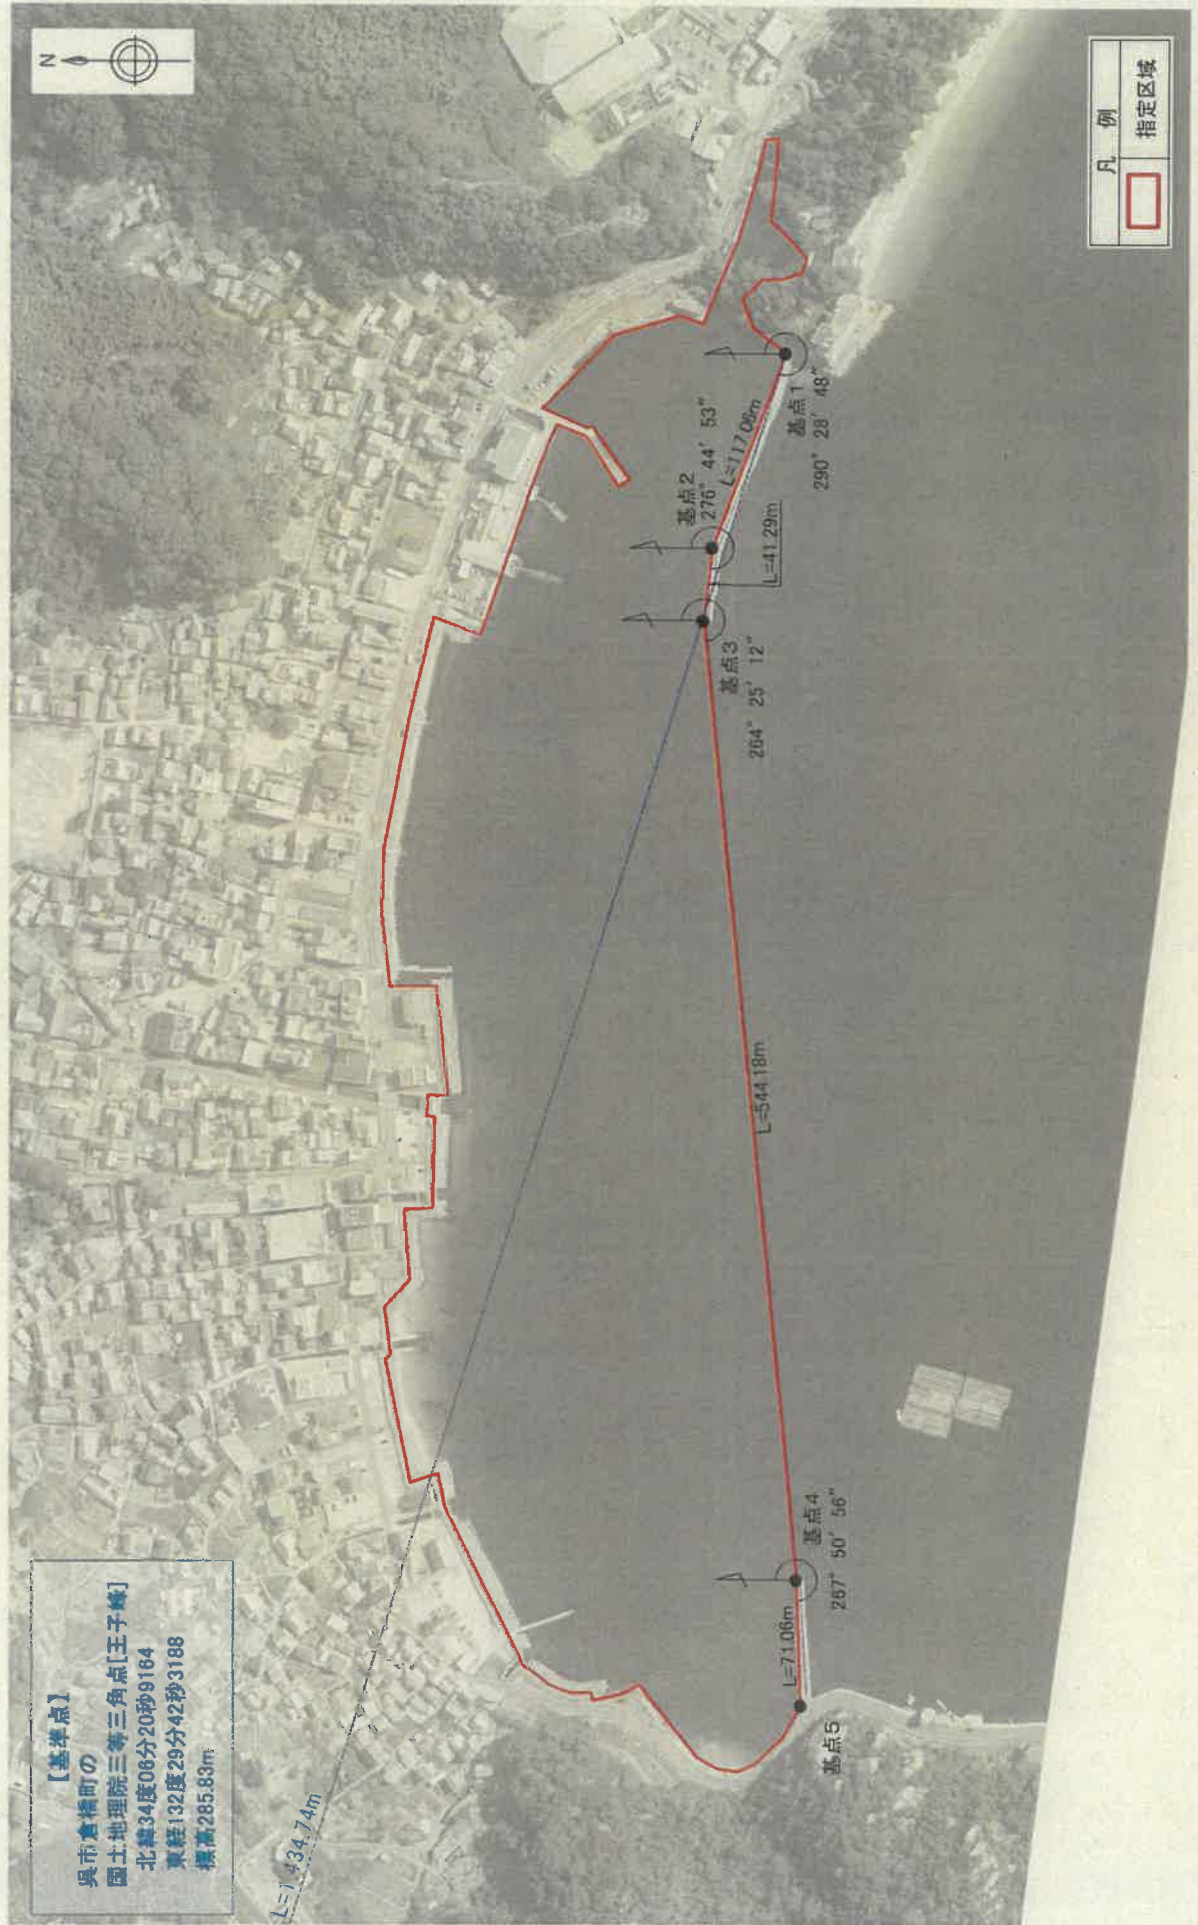 N
【基準点】
呉市倉橋町の
国土地理院三等三角点[王子峰]
北緯34度06分20秒9164
東経132度29分42秒3188
標高285.83m
L=1,434.74m
基点5
L=71.06m
基点4
267° 50′ 56″
L=544.18m
基点3
264° 25′ 12″
L=41.29m
基点2
276° 44′ 53″
L=117.06m
基点1
290° 28′ 48″
凡 例
指定区域